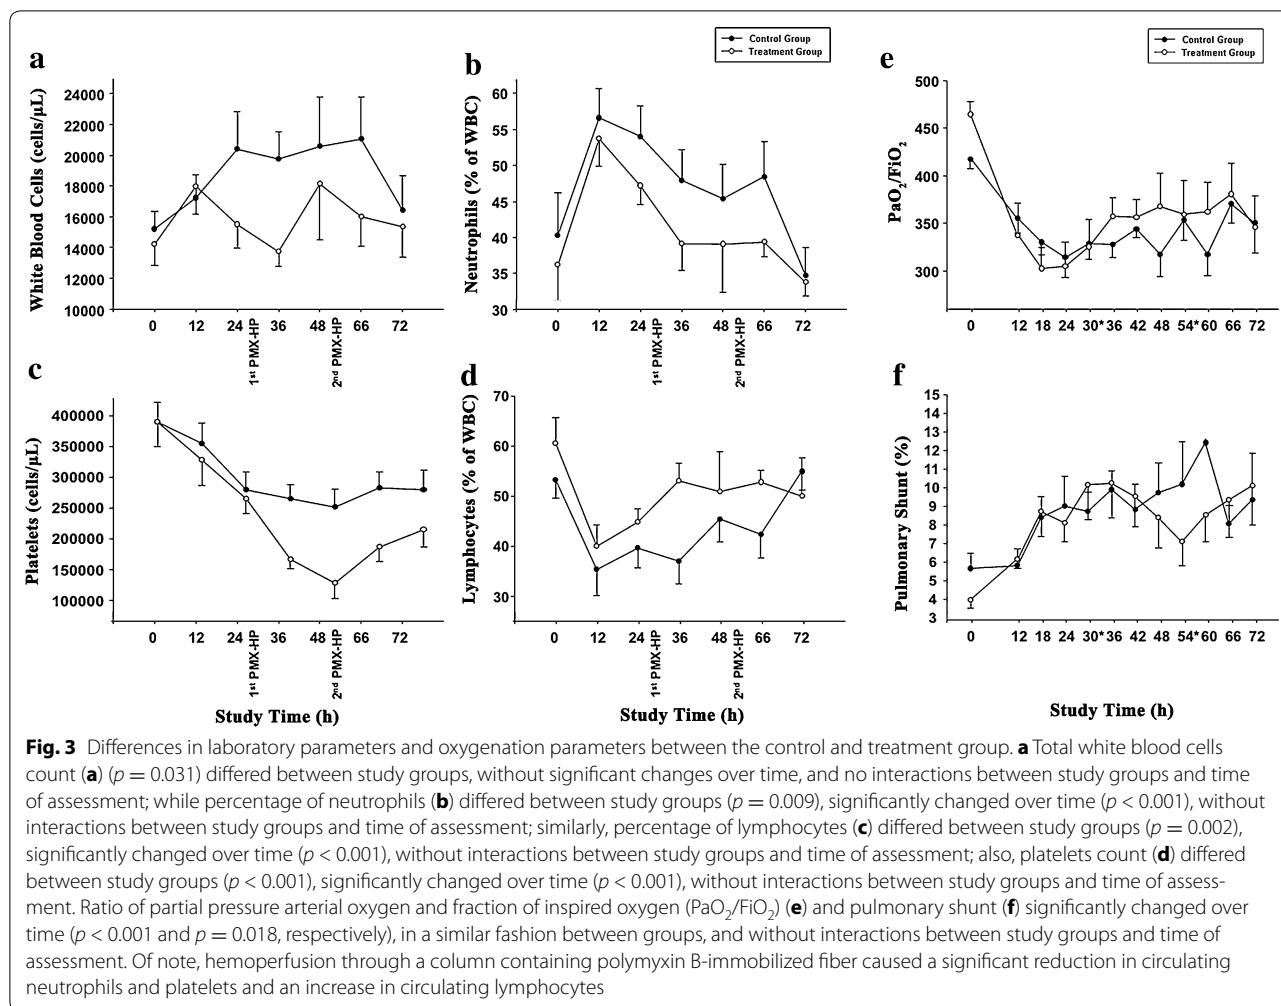 Control Group
Treatment Group
Control Group
Treatment Group
a
White Blood Cells (cells/µL)
24000
22000
20000
18000
16000
14000
12000
10000
0 12 24 36 48 66 72
1st PMX-HP
2nd PMX-HP
b
Neutrophils (% of WBC)
60
55
50
45
40
35
30
0 12 24 36 48 66 72
1st PMX-HP
2nd PMX-HP
e
PaO2/FiO2
500
450
400
350
300
0 12 18 24 30* 36 42 48 54* 60 66 72
c
Platelets (cells/µL)
400000
350000
300000
250000
200000
150000
100000
0 12 24 36 48 66 72
1st PMX-HP
2nd PMX-HP
Study Time (h)
d
Lymphocytes (% of WBC)
70
60
50
40
30
0 12 24 36 48 66 72
1st PMX-HP
2nd PMX-HP
Study Time (h)
f
Pulmonary Shunt (%)
15
14
13
12
11
10
9
8
7
6
5
4
3
0 12 18 24 30* 36 42 48 54* 60 66 72
Study Time (h)
Fig. 3 Differences in laboratory parameters and oxygenation parameters between the control and treatment group. a Total white blood cells
count (a) (p = 0.031) differed between study groups, without significant changes over time, and no interactions between study groups and time
of assessment; while percentage of neutrophils (b) differed between study groups (p = 0.009), significantly changed over time (p < 0.001), without
interactions between study groups and time of assessment; similarly, percentage of lymphocytes (c) differed between study groups (p = 0.002),
significantly changed over time (p < 0.001), without interactions between study groups and time of assessment; also, platelets count (d) differed
between study groups (p < 0.001), significantly changed over time (p < 0.001), without interactions between study groups and time of assess-
ment. Ratio of partial pressure arterial oxygen and fraction of inspired oxygen (PaO2/FiO2) (e) and pulmonary shunt (f) significantly changed over
time (p < 0.001 and p = 0.018, respectively), in a similar fashion between groups, and without interactions between study groups and time of
assessment. Of note, hemoperfusion through a column containing polymyxin B-immobilized fiber caused a significant reduction in circulating
neutrophils and platelets and an increase in circulating lymphocytes